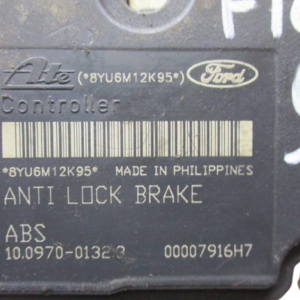 Ate (*8YU6M12K95*) Ford
Controller
*8YU6M12K95* MADE IN PHILIPPINES
ANTI LOCK BRAKE
ABS
10.0970-0132.3 00007916H7